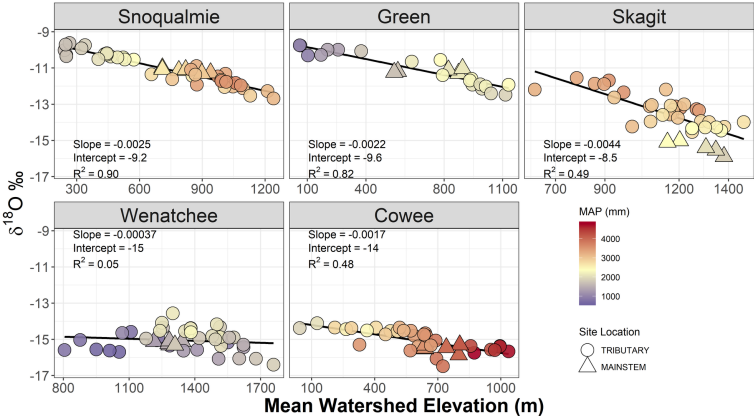 Snoqualmie
Green
Skagit
-9
-11
-13
-15
-17
Slope = -0.0025
Intercept = -9.2
R² = 0.90
Slope = -0.0022
Intercept = -9.6
R² = 0.82
Slope = -0.0044
Intercept = -8.5
R² = 0.49
300 600 900 1200
100 400 800 1100
700 900 1200 1400
δ¹⁸O ‰
Wenatchee
Cowee
-9
-11
-13
-15
-17
Slope = -0.00037
Intercept = -15
R² = 0.05
Slope = -0.0017
Intercept = -14
R² = 0.48
800 1100 1400 1700
100 400 700 1000
Mean Watershed Elevation (m)
MAP (mm)
4000
3000
2000
1000
Site Location
TRIBUTARY
MAINSTEM